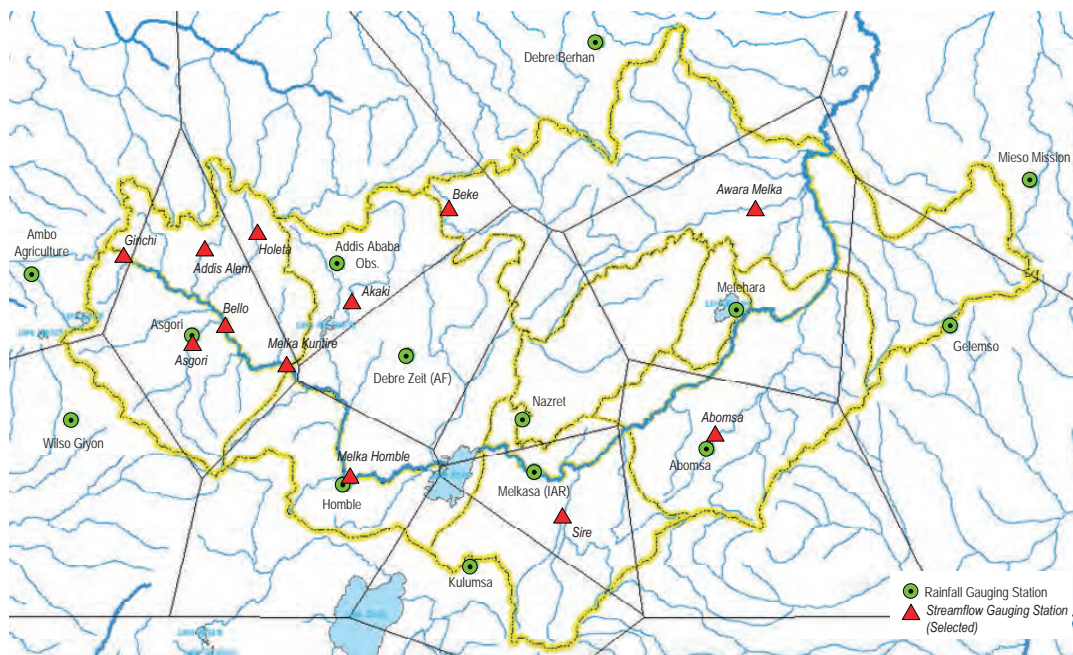 Debre Berhan
Mieso Mission
Beke
Awara Melka
Ambo
Agriculture
Ginchi
Addis Alem
Holeta
Addis Ababa
Obs.
Akaki
Metehara
Bello
Asgori
Asgori
Melka Kuntire
Gelemso
Debre Zeit (AF)
Wilso Giyon
Nazret
Abomsa
Abomsa
Melka Homble
Homble
Melkasa (IAR)
Sire
Kulumsa
Rainfall Gauging Station
Streamflow Gauging Station
(Selected)